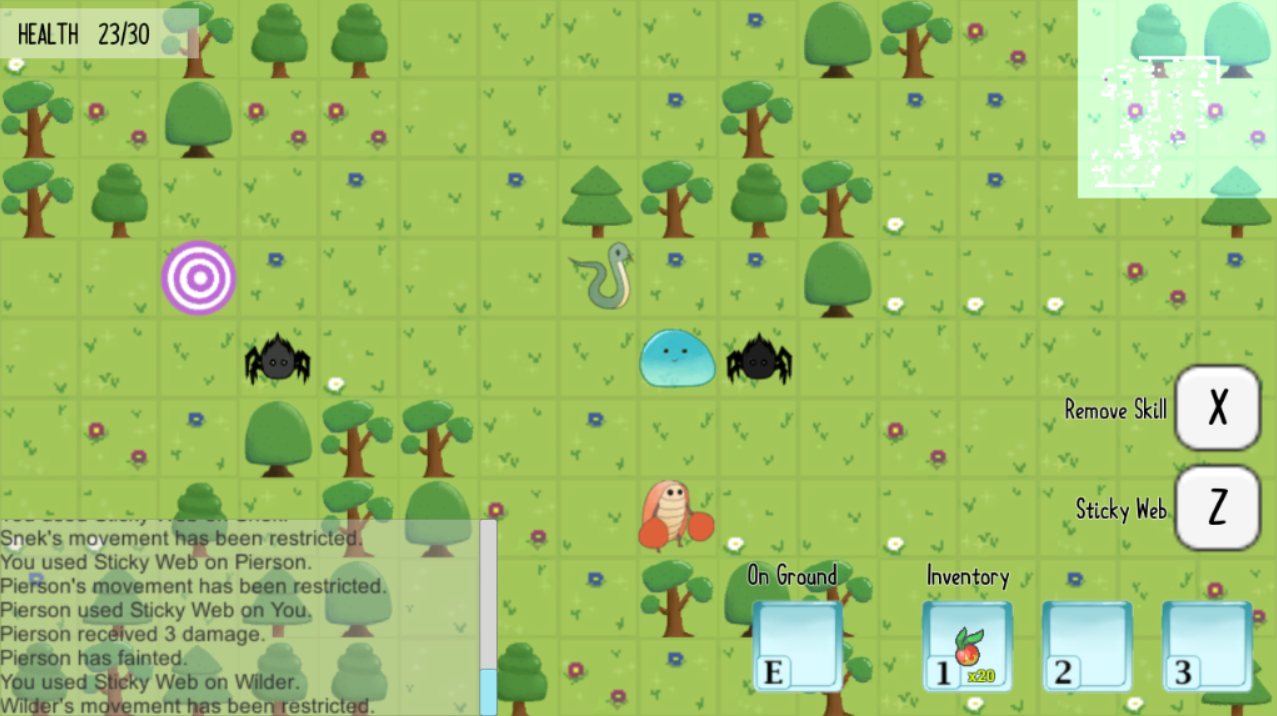 HEALTH 23/30
Remove Skill X
Sticky Web Z
Snek's movement has been restricted.
You used Sticky Web on Pierson.
Pierson's movement has been restricted.
Pierson used Sticky Web on You.
Pierson received 3 damage.
Pierson has fainted.
You used Sticky Web on Wilder.
Wilder's movement has been restricted.
On Ground
Inventory
E
1 x20
2
3